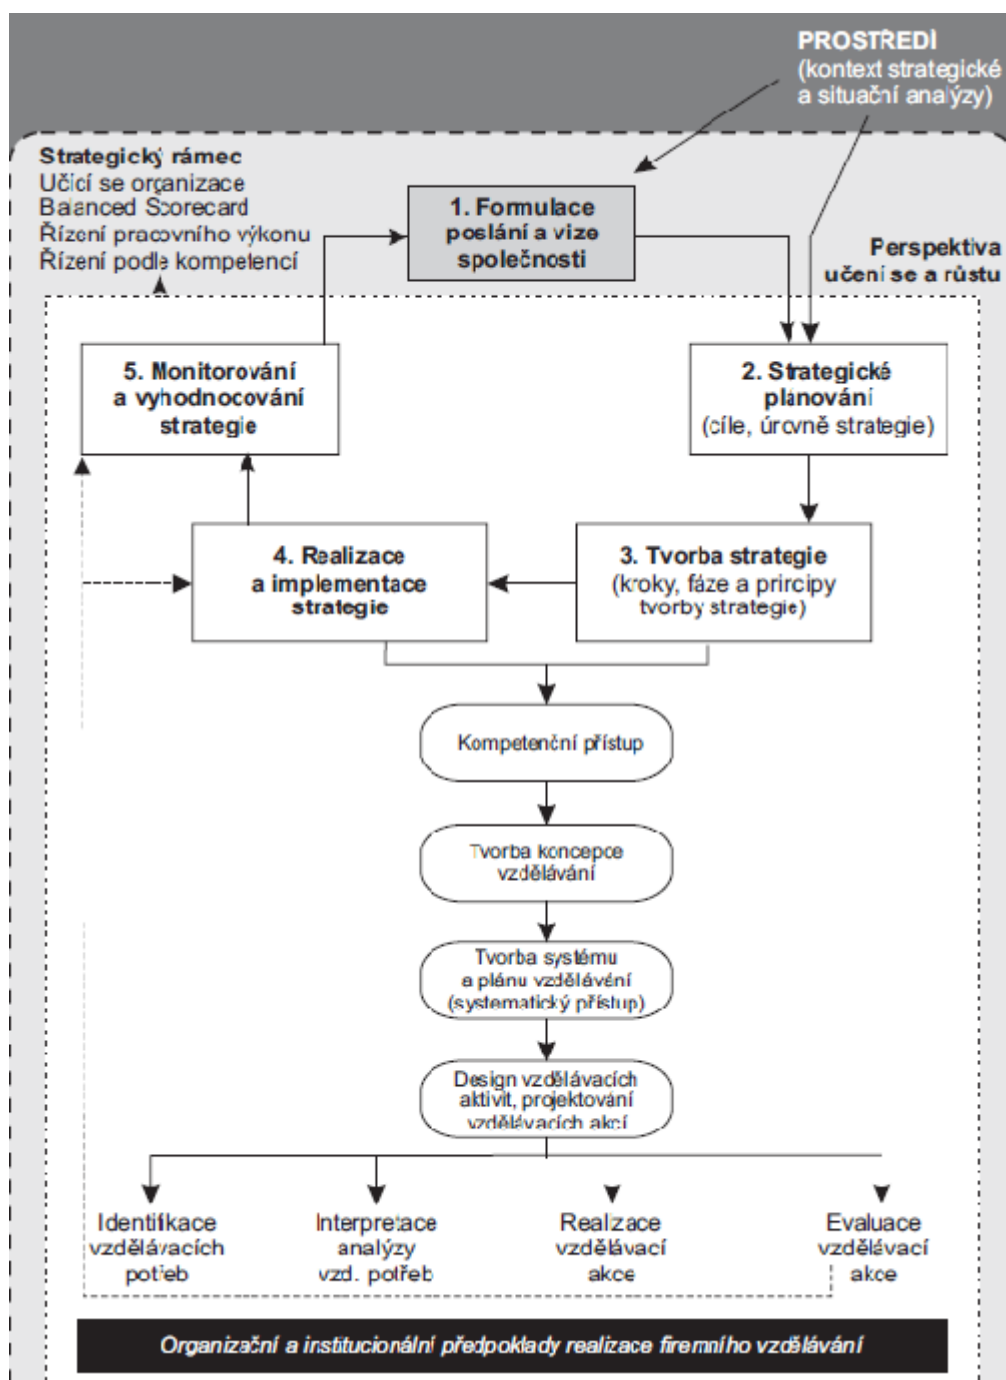 PROSTŘEDÍ
(kontext strategické
a situační analýzy)
Strategický rámec
Učící se organizace
Balanced Scorecard
Řízení pracovního výkonu
Řízení podle kompetencí
1. Formulace
poslání a vize
společnosti
Perspektiva
učení se a růstu
5. Monitorování
a vyhodnocování
strategie
2. Strategické
plánování
(cíle, úrovně strategie)
4. Realizace
a implementace
strategie
3. Tvorba strategie
(kroky, fáze a principy
tvorby strategie)
Kompetenční přístup
Tvorba koncepce
vzdělávání
Tvorba systému
a plánu vzdělávání
(systematický přístup)
Design vzdělávacích
aktivit, projektování
vzdělávacích akcí
Identifikace
vzdělávacích
potřeb
Interpretace
analýzy
vzd. potřeb
Realizace
vzdělávací
akce
Evaluace
vzdělávací
akce
Organizační a institucionální předpoklady realizace firemního vzdělávání